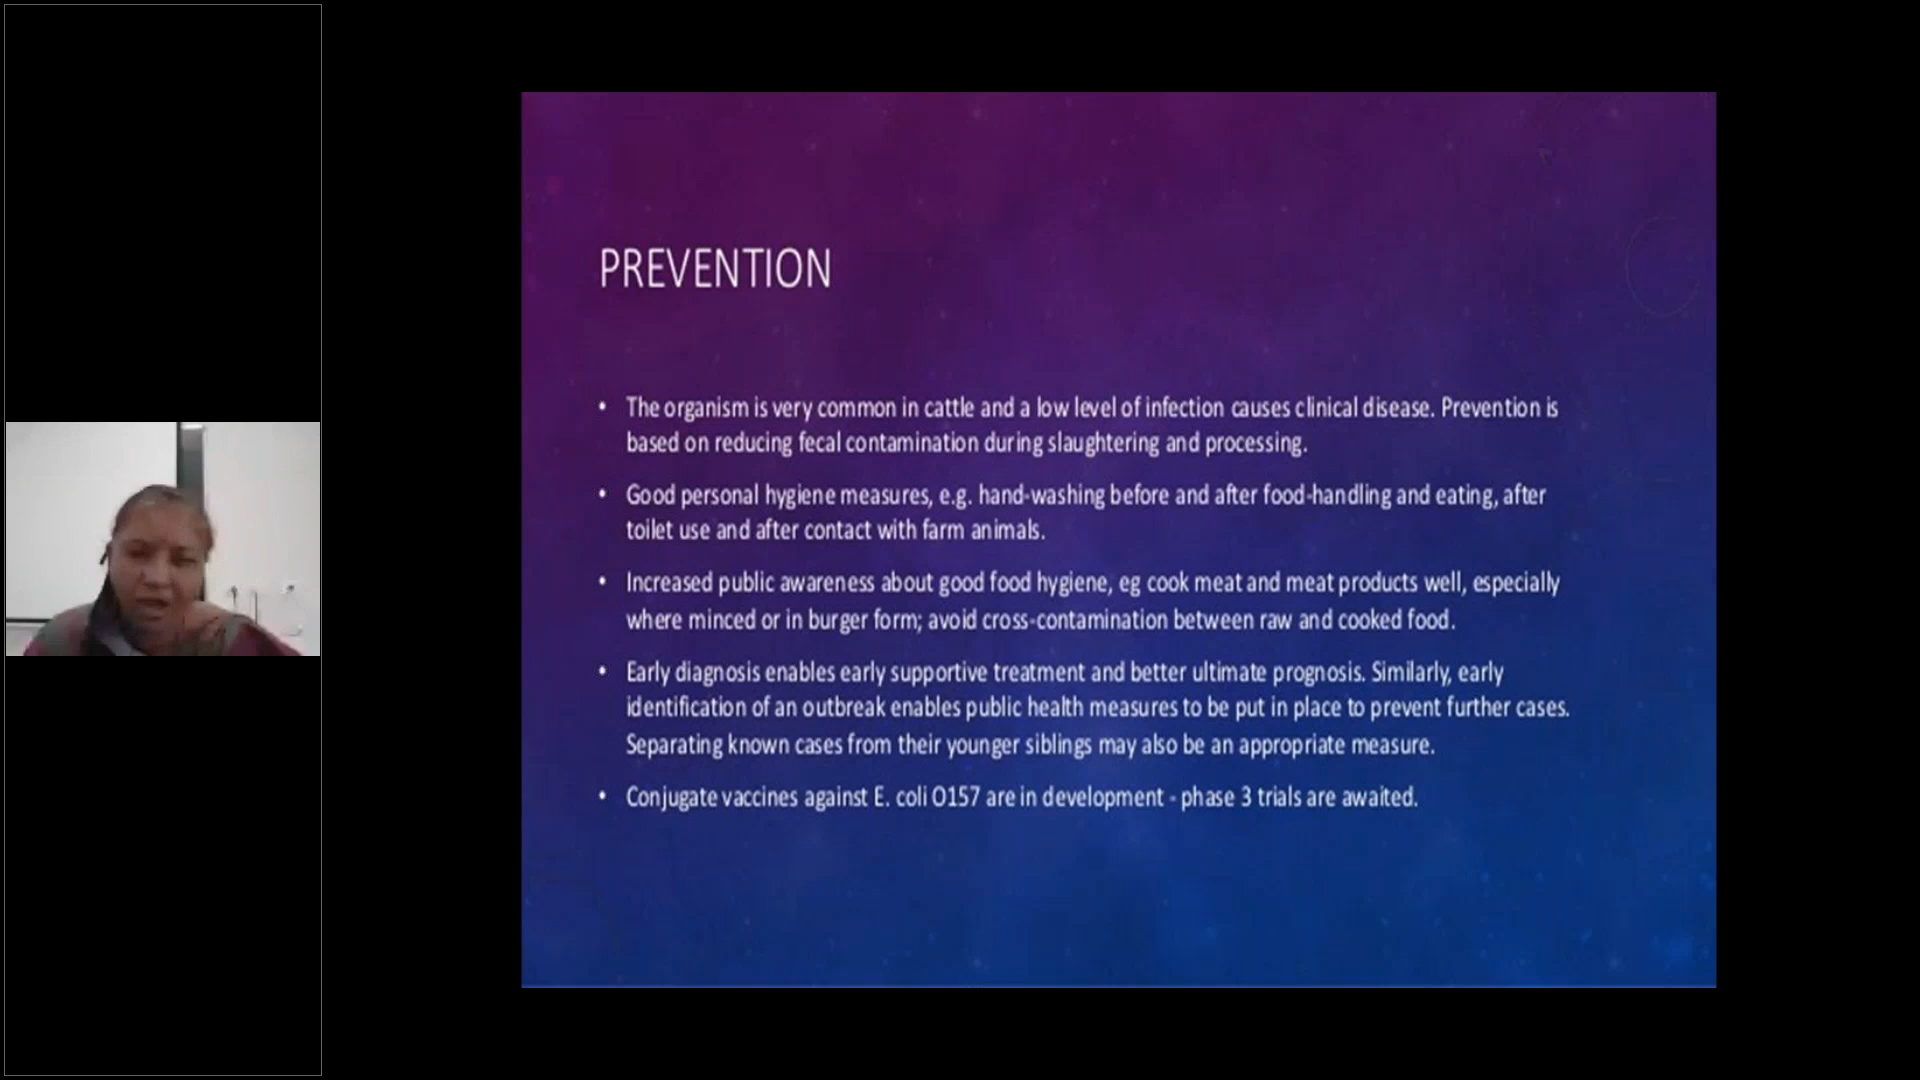 PREVENTION
• The organism is very common in cattle and a low level of infection causes clinical disease. Prevention is
based on reducing fecal contamination during slaughtering and processing.
• Good personal hygiene measures, e.g. hand-washing before and after food-handling and eating, after
toilet use and after contact with farm animals.
• Increased public awareness about good food hygiene, eg cook meat and meat products well, especially
where minced or in burger form; avoid cross-contamination between raw and cooked food.
• Early diagnosis enables early supportive treatment and better ultimate prognosis. Similarly, early
identification of an outbreak enables public health measures to be put in place to prevent further cases.
Separating known cases from their younger siblings may also be an appropriate measure.
• Conjugate vaccines against E. coli O157 are in development - phase 3 trials are awaited.